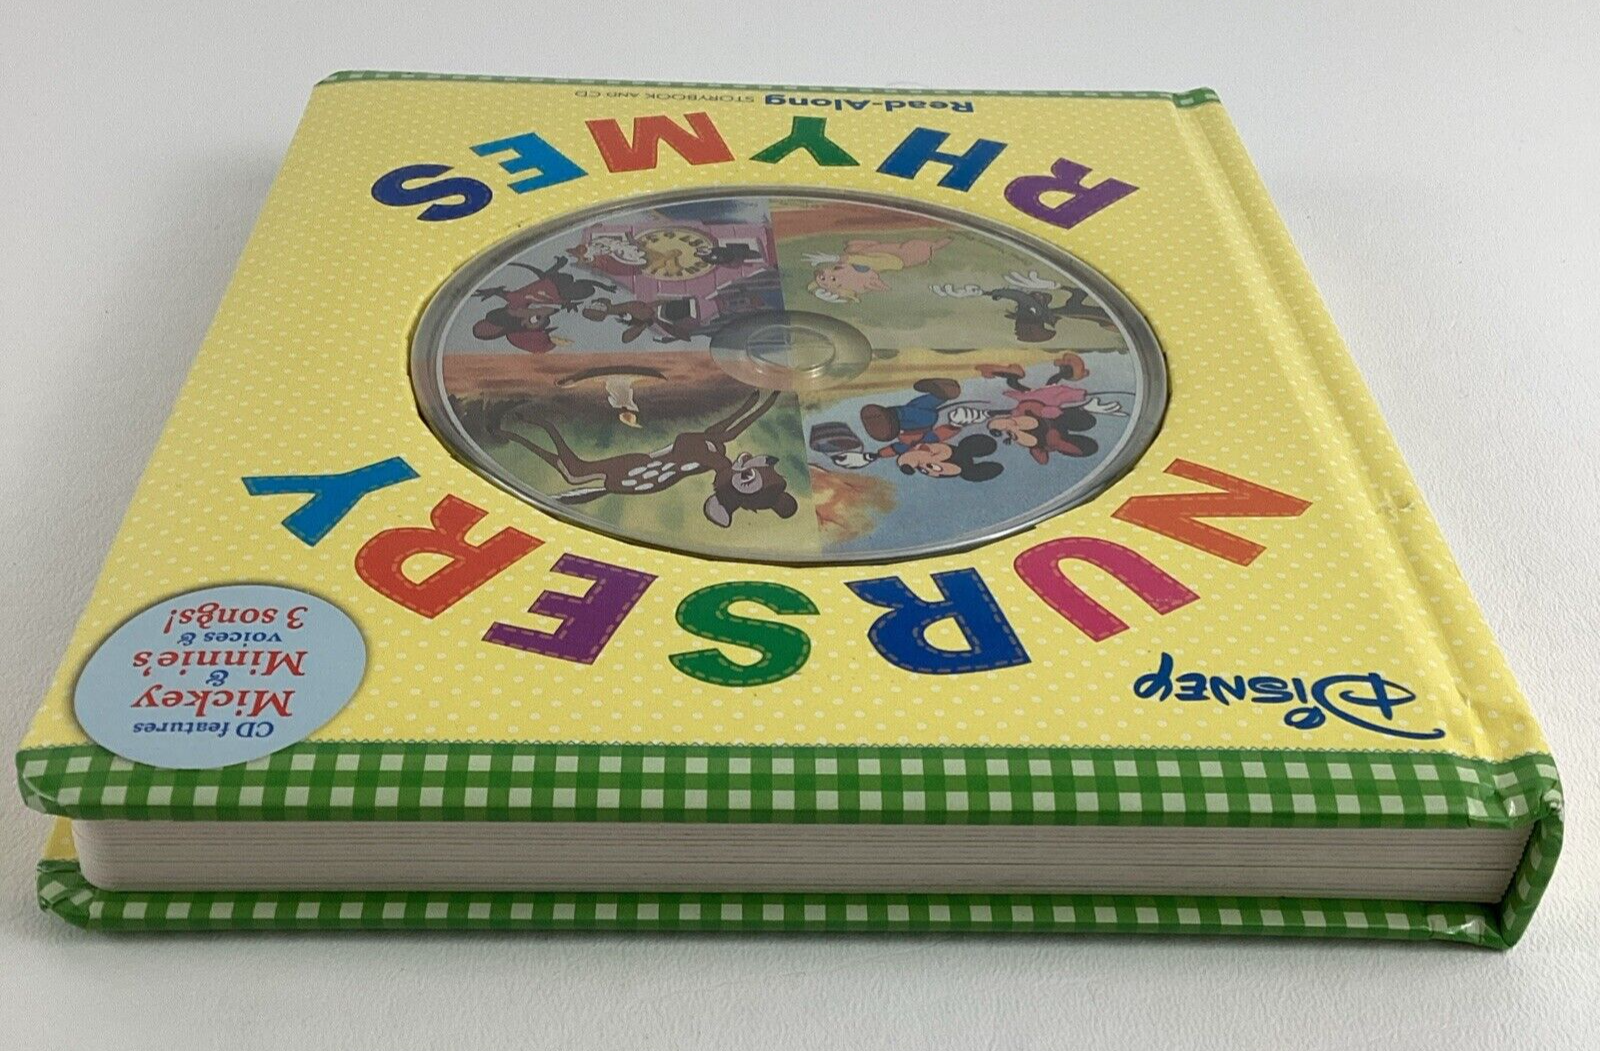 DISNEY
NURSERY
RHYMES
Read-Along STORYBOOK AND CD
CD features
Mickey
&
Minnie's
voices &
3 songs!